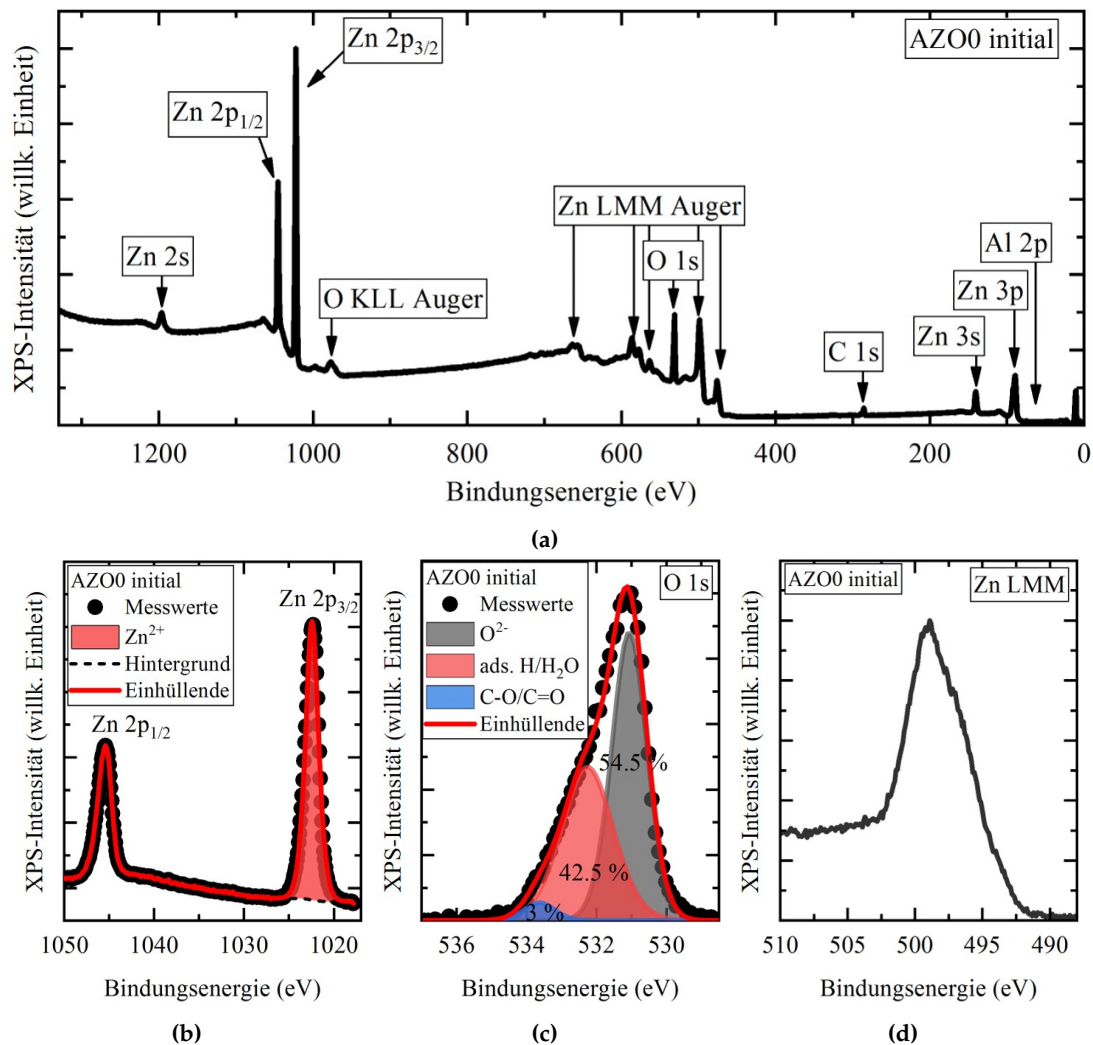 XPS-Intensität (willk. Einheit)
AZO0 initial
Zn 2p3/2
Zn 2p1/2
Zn 2s
O KLL Auger
Zn LMM Auger
O 1s
C 1s
Zn 3s
Zn 3p
Al 2p
1200 1000 800 600 400 200 0
Bindungsenergie (eV)
(a)
XPS-Intensität (willk. Einheit)
AZO0 initial
Messwerte
Zn2+
Hintergrund
Einhüllende
Zn 2p3/2
Zn 2p1/2
1050 1040 1030 1020
Bindungsenergie (eV)
(b)
XPS-Intensität (willk. Einheit)
AZO0 initial
Messwerte
O2-
ads. H/H2O
C-O/C=O
Einhüllende
O 1s
54.5 %
42.5 %
3 %
536 534 532 530
Bindungsenergie (eV)
(c)
XPS-Intensität (willk. Einheit)
AZO0 initial
Zn LMM
510 505 500 495 490
Bindungsenergie (eV)
(d)